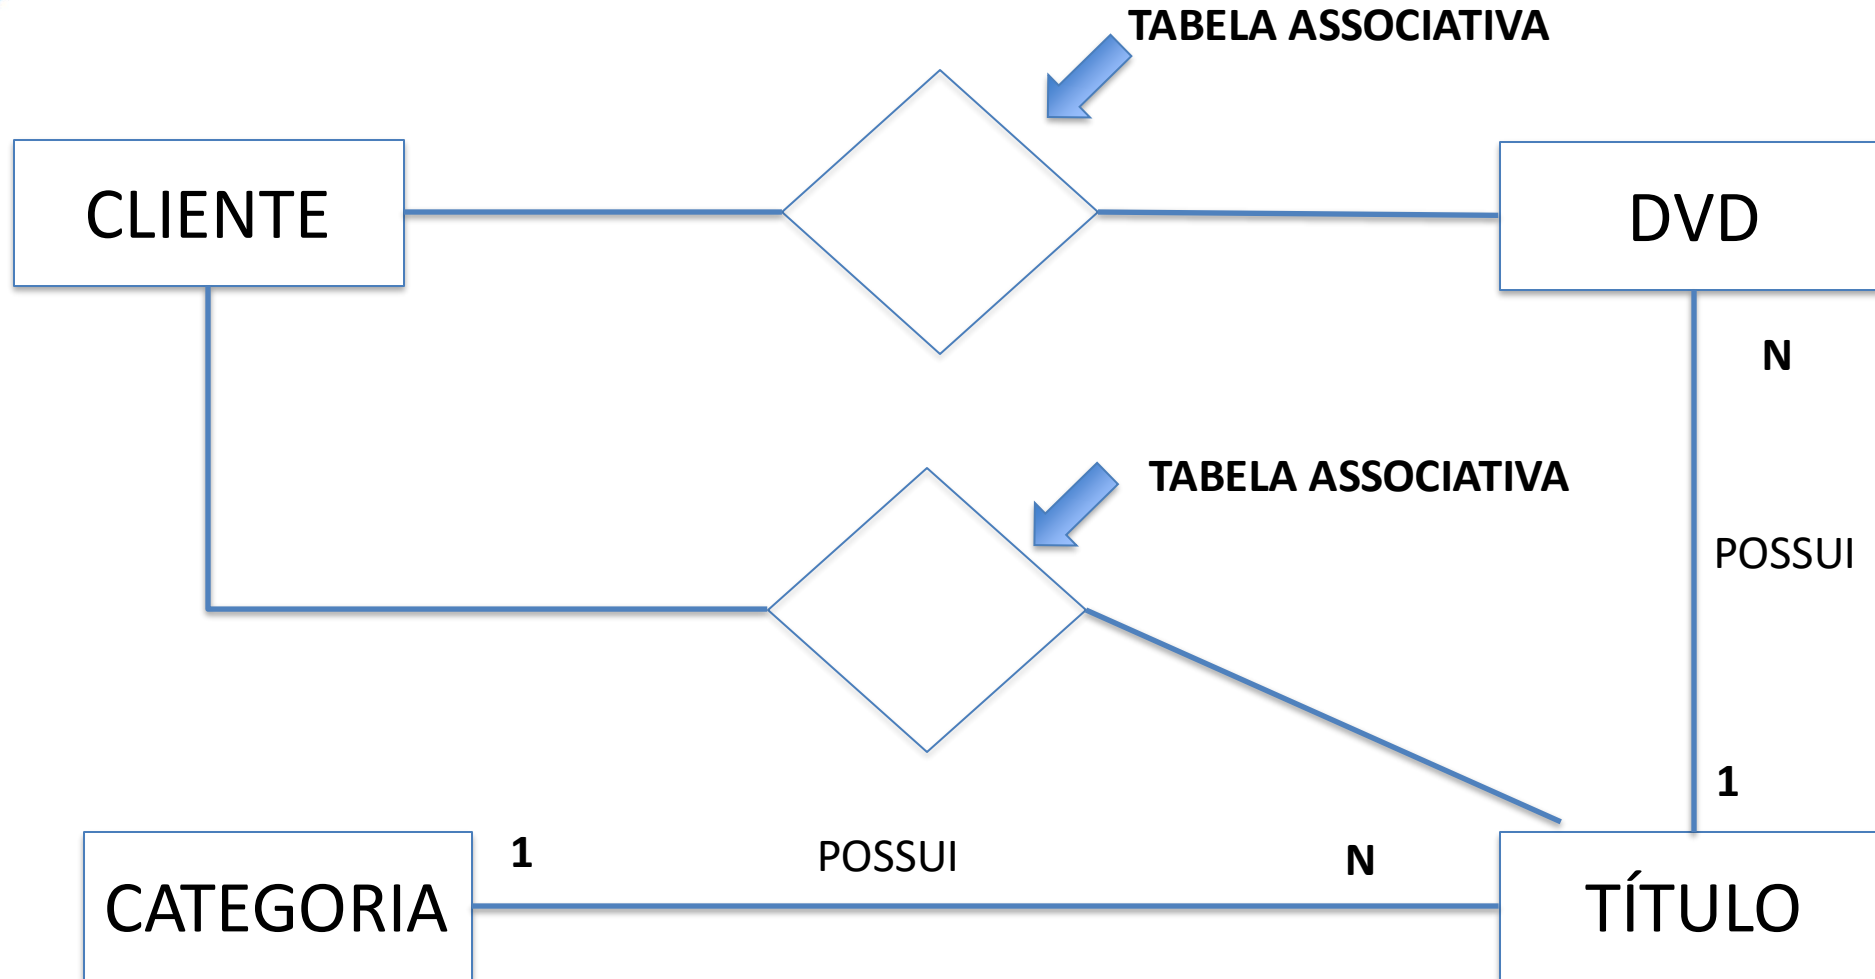 TABELA ASSOCIATIVA
CLIENTE
DVD
N
TABELA ASSOCIATIVA
POSSUI
1
1
POSSUI
N
CATEGORIA
TÍTULO